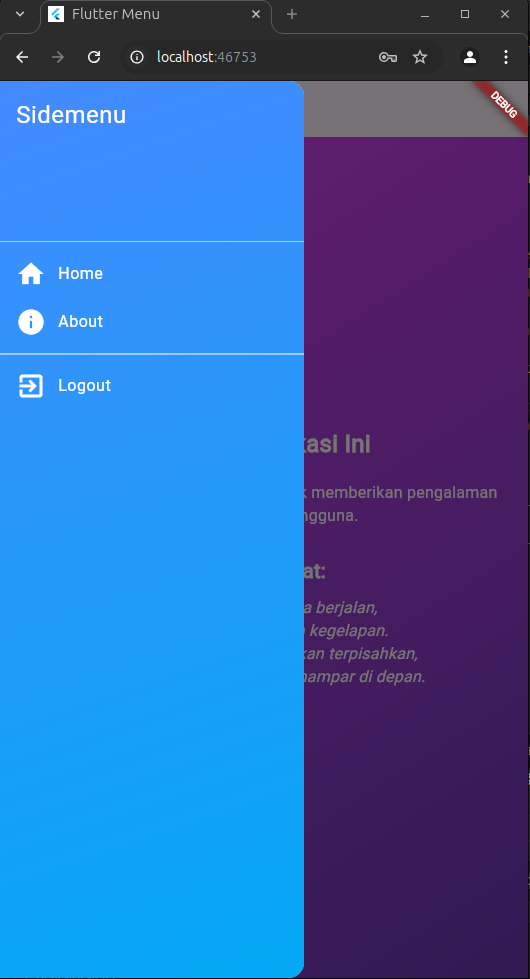 Flutter Menu
localhost:46753
DEBUG
Sidemenu
Home
About
Logout
kasi Ini
memberikan pengalaman
ngguna.
at:
a berjalan,
kegelapan.
kan terpisahkan,
hampar di depan.